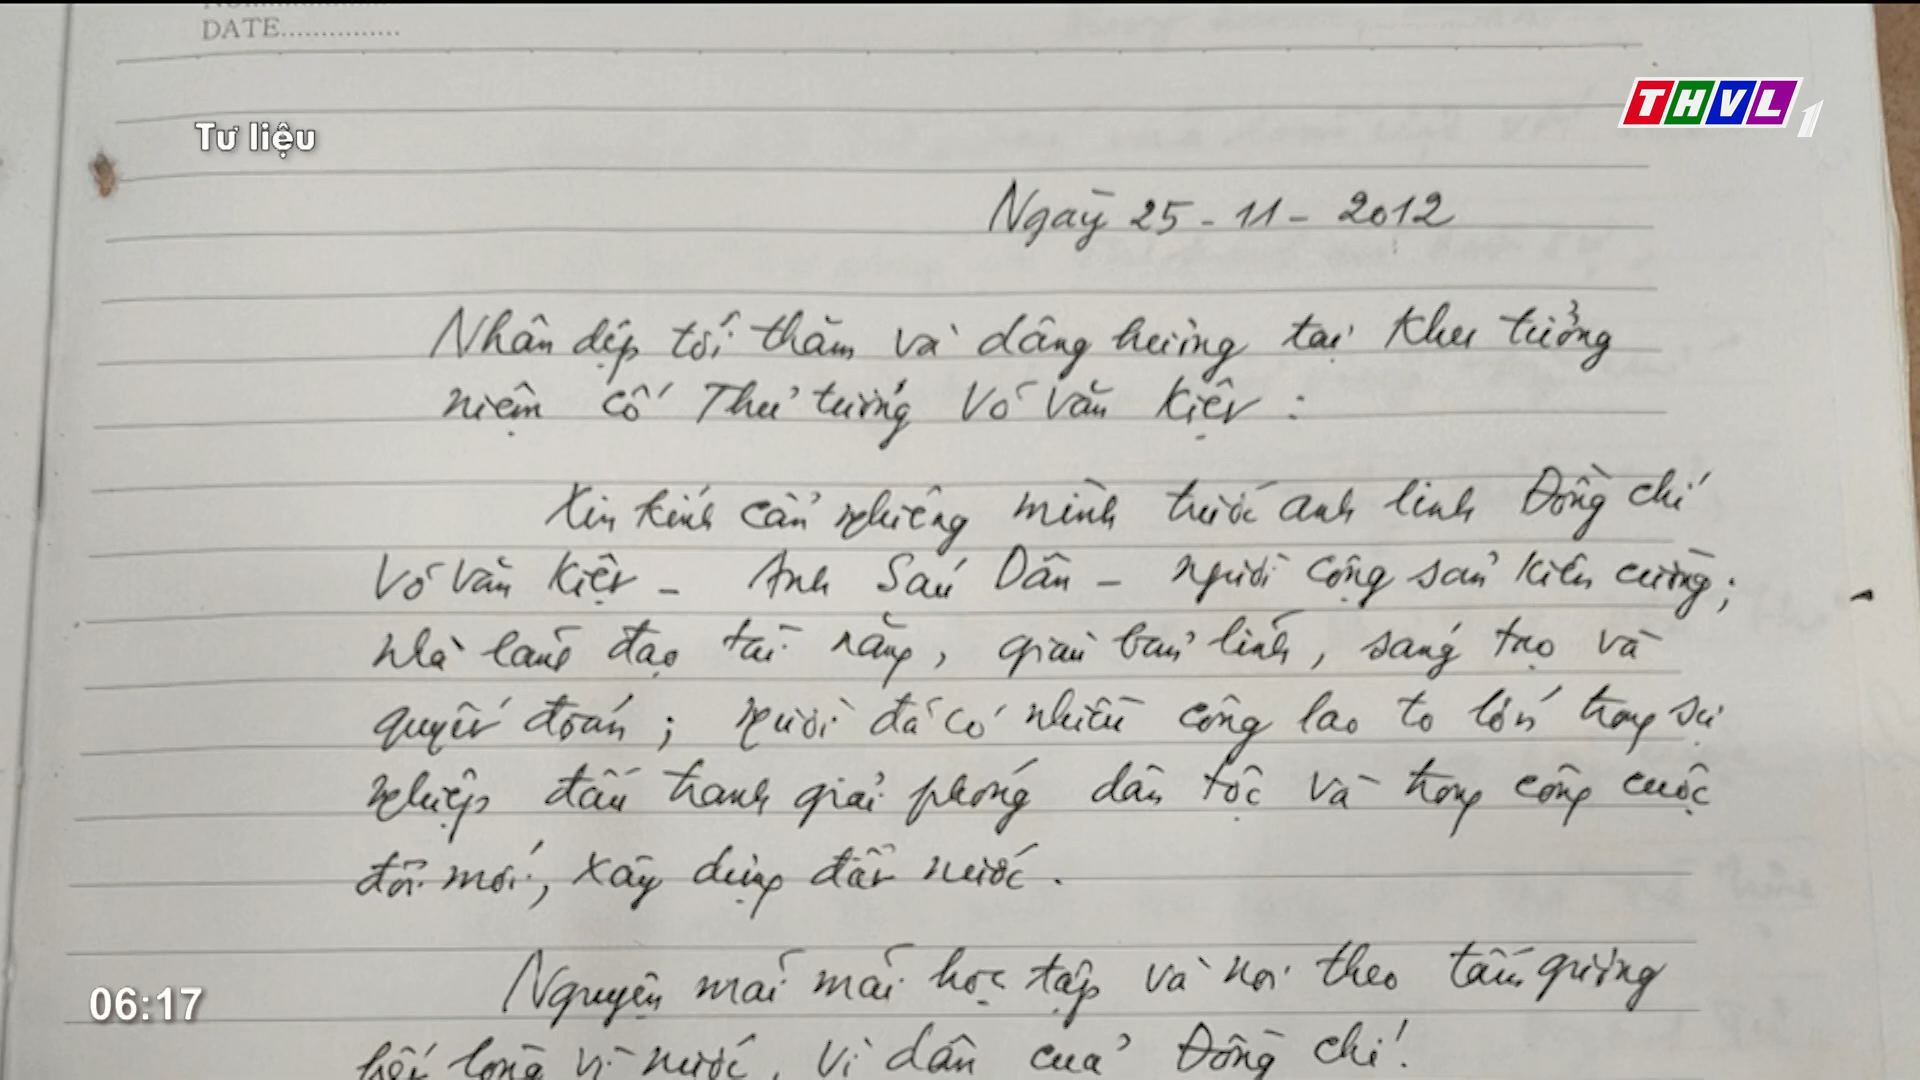 NO...............
DATE...............
Tư liệu
THVL1
Ngày 25 - 11 - 2012
Nhân dịp tới thăm và dâng hương tại Khu tưởng
niệm cố Thủ tướng Võ Văn Kiệt :
Xin kính cẩn nghiêng mình trước anh linh Đồng chí
Võ Văn Kiệt - Anh Sáu Dân - người cộng sản kiên cường ;
nhà lãnh đạo tài năng, giàu bản lĩnh, sáng tạo và
quyết đoán ; người đã có nhiều công lao to lớn trong sự
nghiệp đấu tranh giải phóng dân tộc và trong công cuộc
đổi mới, xây dựng đất nước.
Nguyện mãi mãi học tập và noi theo tấm gương
hết lòng vì nước, vì dân của Đồng chí!
06:17